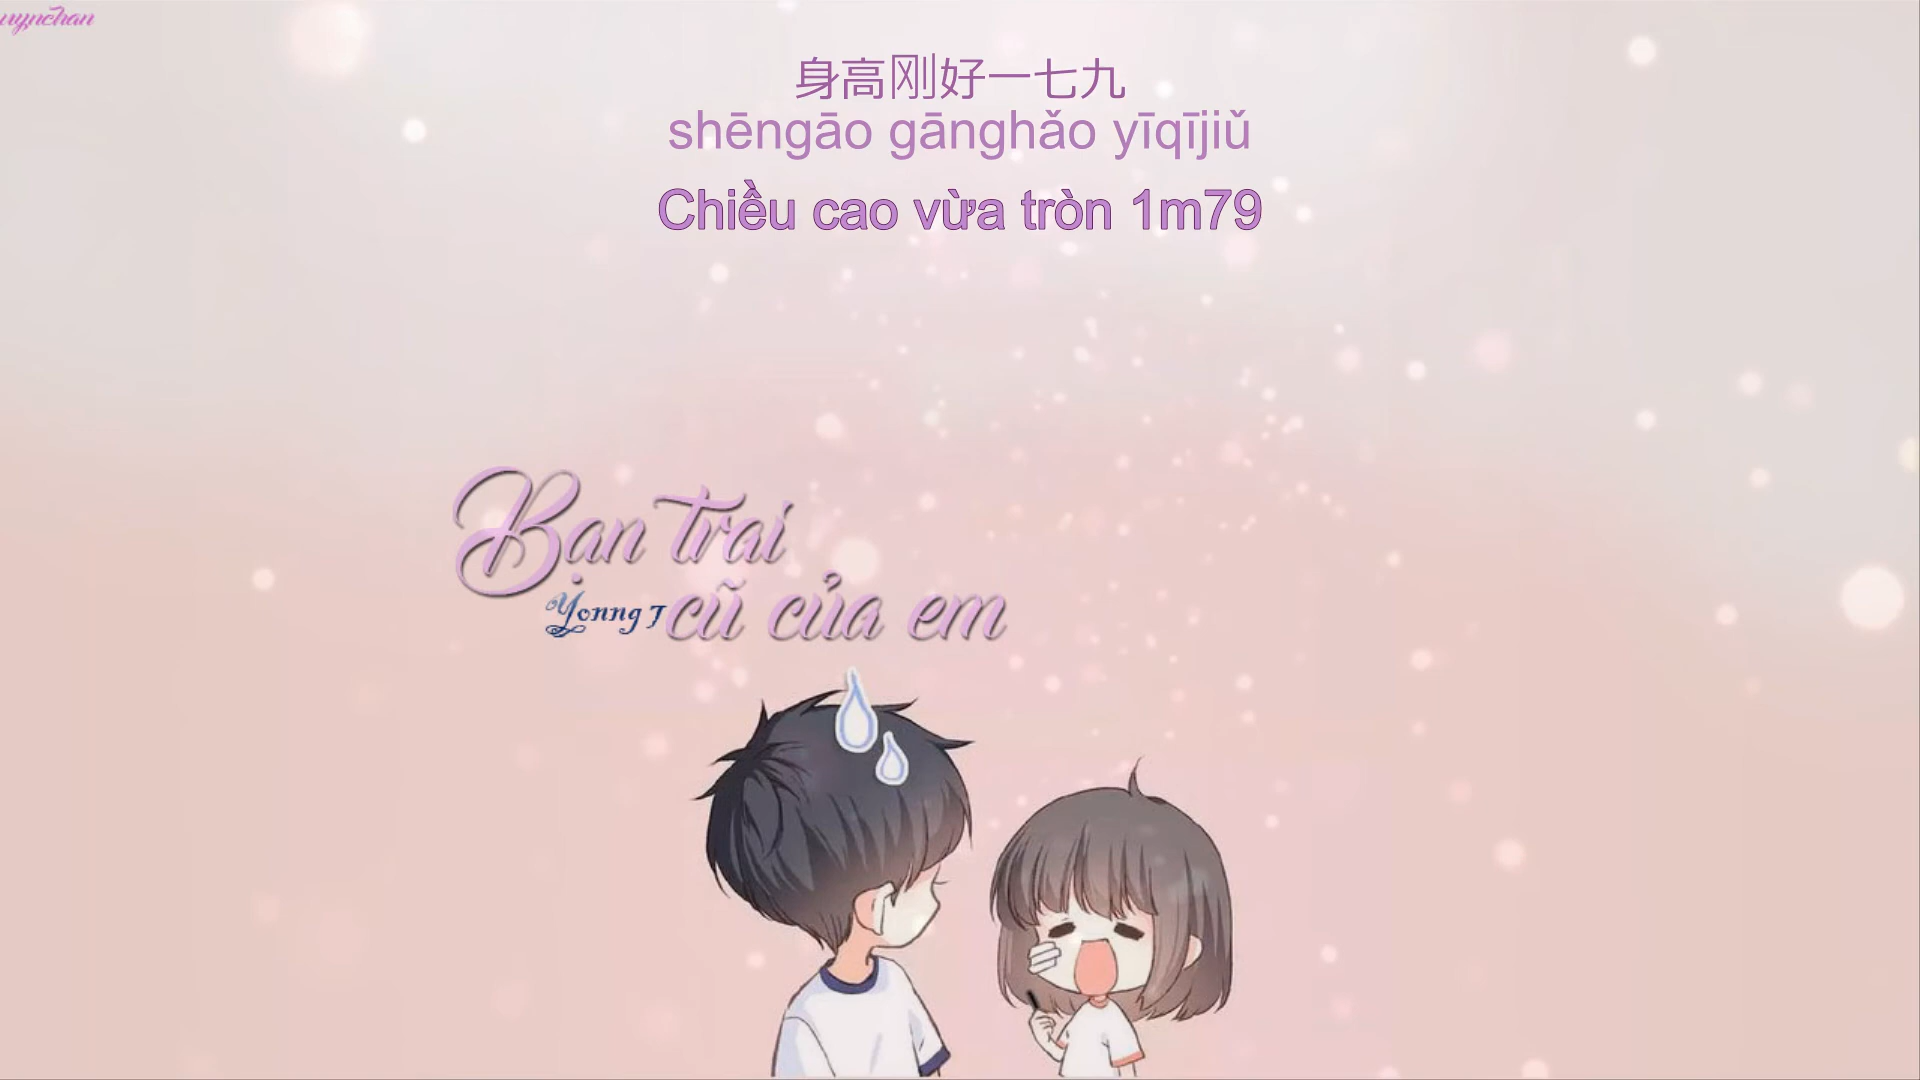 身高刚好一七九
shēngāo gānghǎo yīqījiǔ
Chiều cao vừa tròn 1m79
Bạn trai
cũ của em
Yonng J